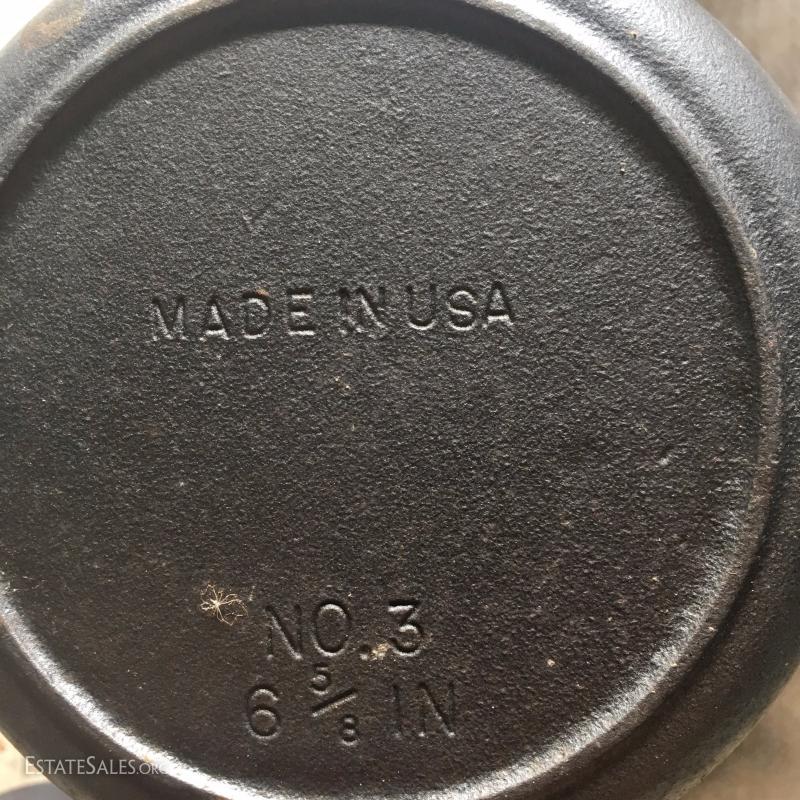 MADE IN USA
NO. 3
6 5/8 IN
ESTATESALES.ORG